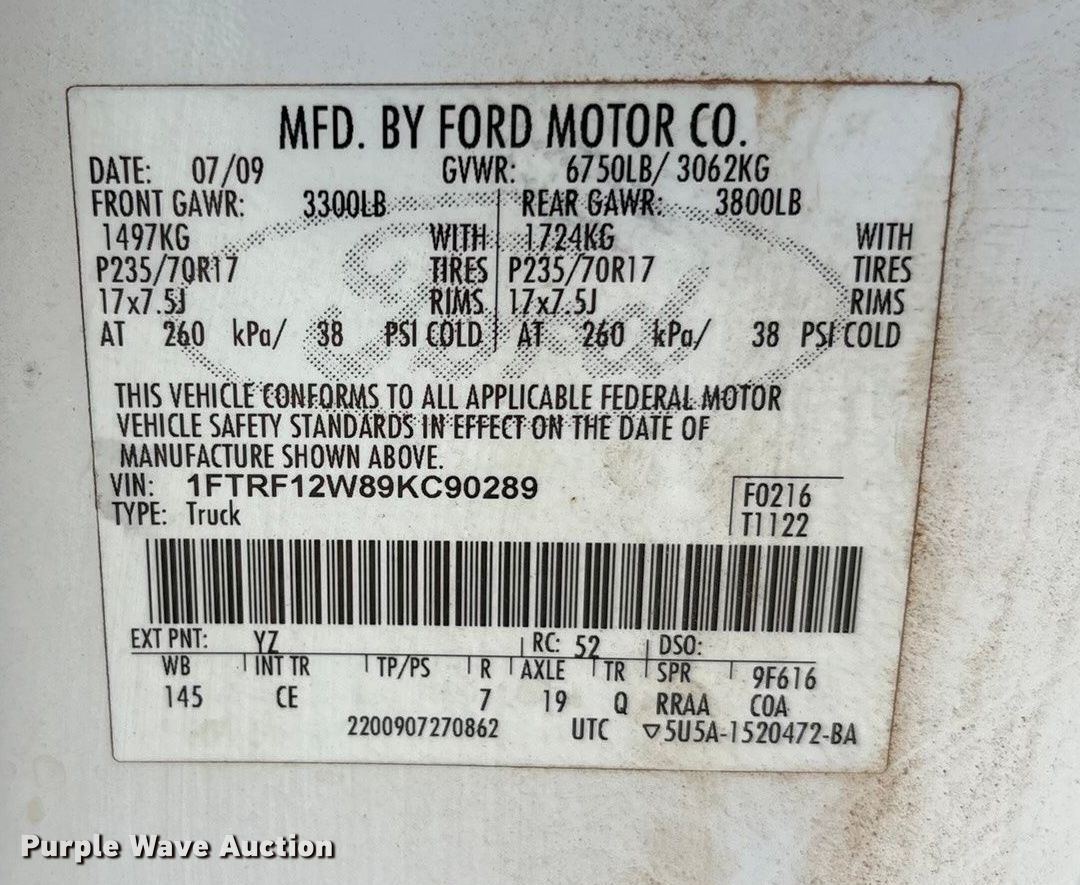 MFD. BY FORD MOTOR CO.
DATE: 07/09 GVWR: 6750LB/ 3062KG
FRONT GAWR: 3300LB REAR GAWR: 3800LB
1497KG WITH 1724KG WITH
P235/70R17 TIRES P235/70R17 TIRES
17x7.5J RIMS 17x7.5J RIMS
AT 260 kPa/ 38 PSI COLD AT 260 kPa/ 38 PSI COLD
Ford
THIS VEHICLE CONFORMS TO ALL APPLICABLE FEDERAL MOTOR
VEHICLE SAFETY STANDARDS IN EFFECT ON THE DATE OF
MANUFACTURE SHOWN ABOVE.
VIN: 1FTRF12W89KC90289 F0216
TYPE: Truck T1122
EXT PNT: YZ RC: 52 DSO:
WB INT TR TP/PS R AXLE TR SPR 9F616
145 CE 7 19 Q RRAA COA
2200907270862 UTC ▽5U5A-1520472-BA
Purple Wave Auction